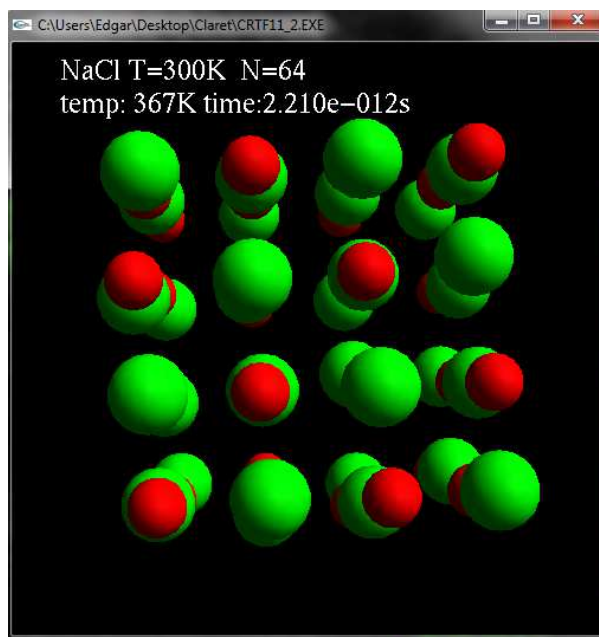 C:\Users\Edgar\Desktop\Claret\CRTF11_2.EXE
NaCl T=300K  N=64
temp: 367K time:2.210e−012s